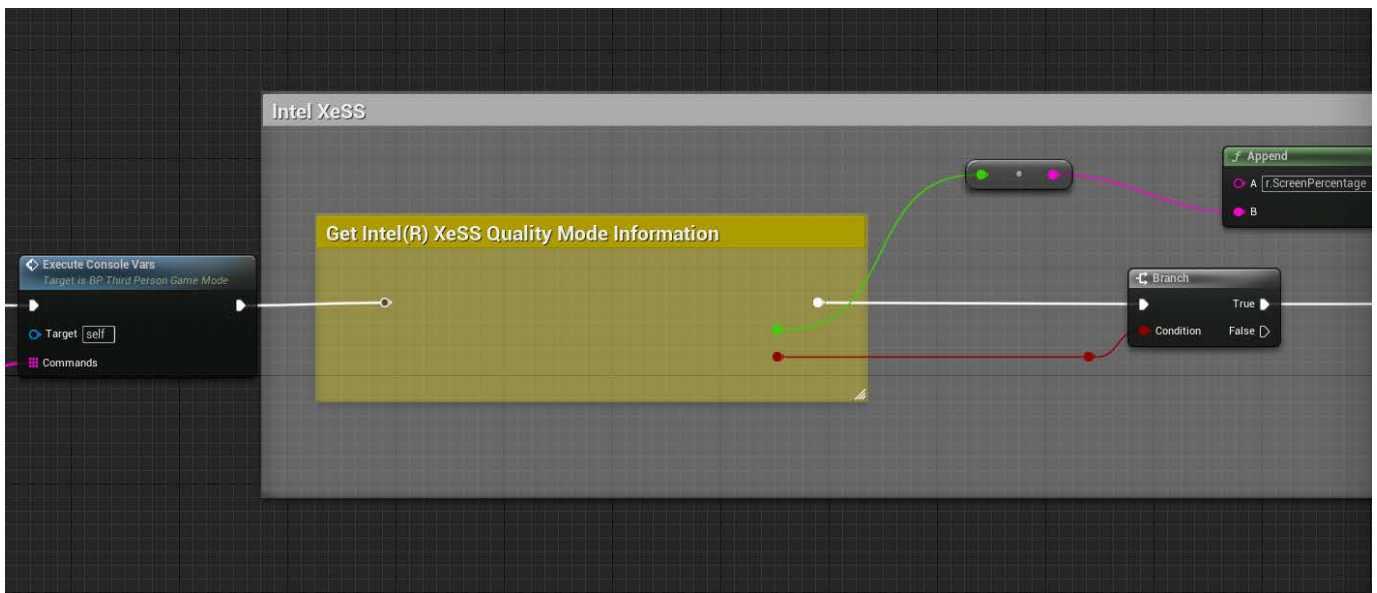 Intel XeSS
Append
A r.ScreenPercentage
B
Get Intel(R) XeSS Quality Mode Information
Execute Console Vars
Target is BP Third Person Game Mode
Target self
Commands
Branch
True
Condition False